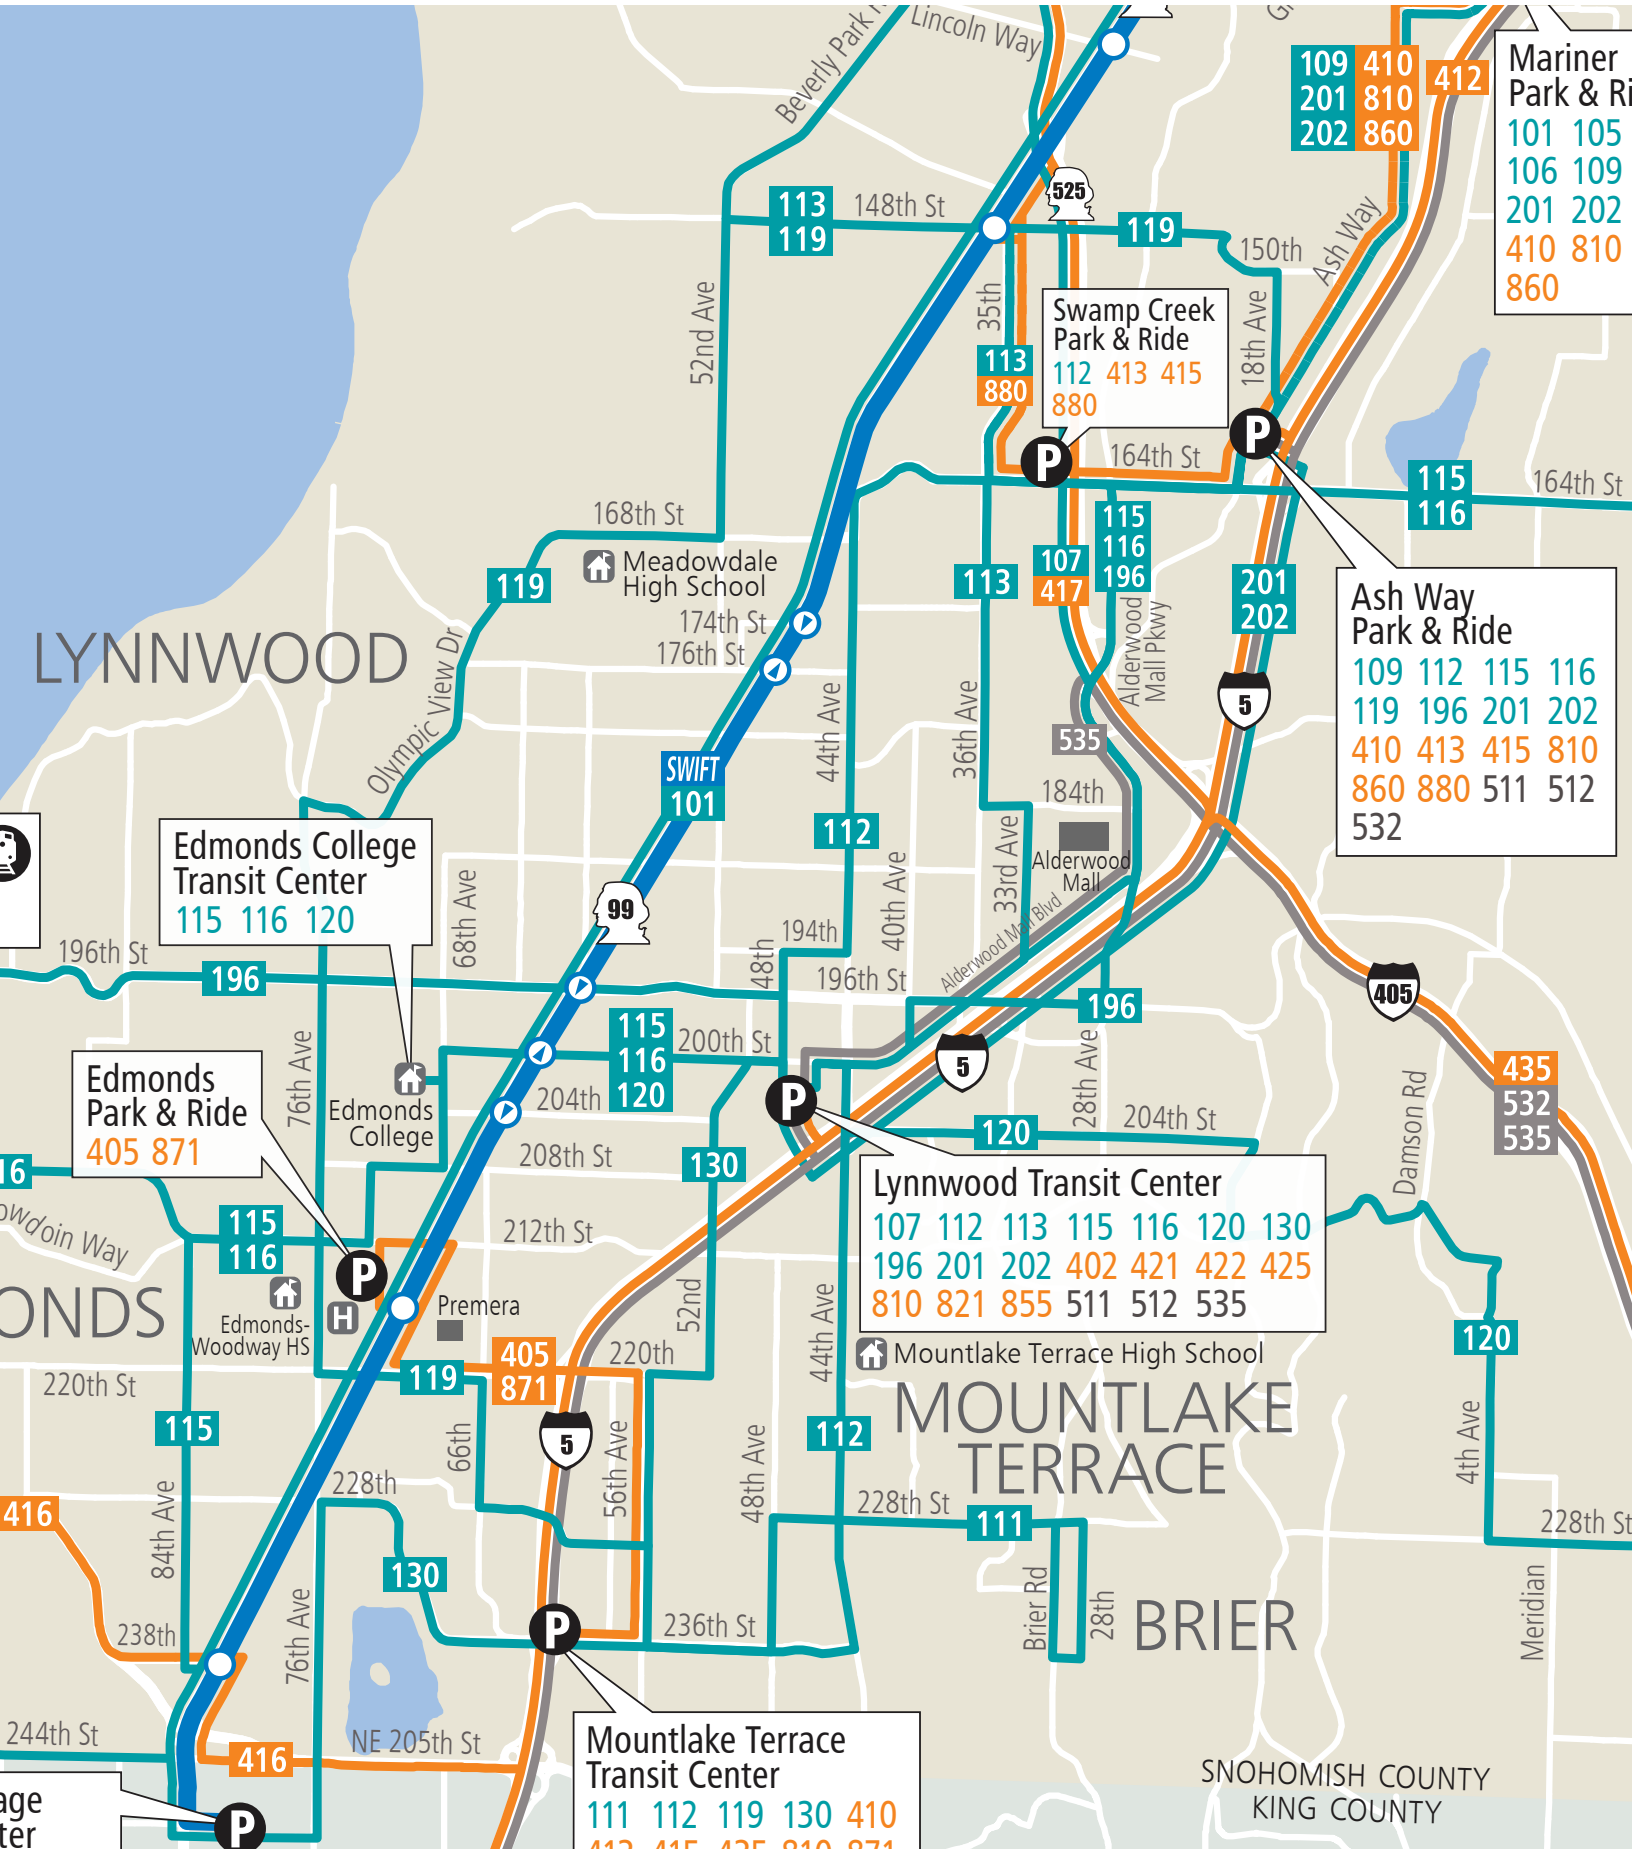 Lincoln Way
Beverly Park
109 410
201 810
202 860
412
Mariner
Park & Ri
101 105
106 109
201 202
410 810
860
525
113
119
148th St
119
150th
Ash Way
52nd Ave
35th
18th Ave
Swamp Creek
Park & Ride
112 413 415
880
113
880
P
P
164th St
115
116
164th St
168th St
Meadowdale
High School
119
113
107
417
115
116
196
201
202
Alderwood
Mall Pkwy
Ash Way
Park & Ride
109 112 115 116
119 196 201 202
410 413 415 810
860 880 511 512
532
LYNNWOOD
174th St
176th St
Olympic View Dr
44th Ave
36th Ave
5
535
SWIFT
101
184th
112
33rd Ave
Alderwood
Mall
Alderwood Mall Blvd
Edmonds College
Transit Center
115 116 120
68th Ave
99
40th Ave
194th
48th
196th St
196
196th St
196
405
115
116
120
200th St
5
28th Ave
76th Ave
Edmonds
Park & Ride
405 871
Edmonds
College
204th
P
120
204th St
Damson Rd
435
532
535
16
208th St
130
Lynnwood Transit Center
107 112 113 115 116 120 130
196 201 202 402 421 422 425
810 821 855 511 512 535
owdoin Way
115
116
212th St
P
ONDS
Edmonds-
Woodway HS
H
Premera
52nd
44th Ave
120
Mountlake Terrace High School
MOUNTLAKE
TERRACE
220th St
119
405
871
220th
115
66th
5
56th Ave
48th Ave
112
4th Ave
228th
84th Ave
416
228th St
111
228th St
130
Brier Rd
28th
BRIER
Meridian
238th
76th Ave
P
236th St
244th St
416
NE 205th St
Mountlake Terrace
Transit Center
111 112 119 130 410
413 415 435 810 871
SNOHOMISH COUNTY
KING COUNTY
age
ter
P